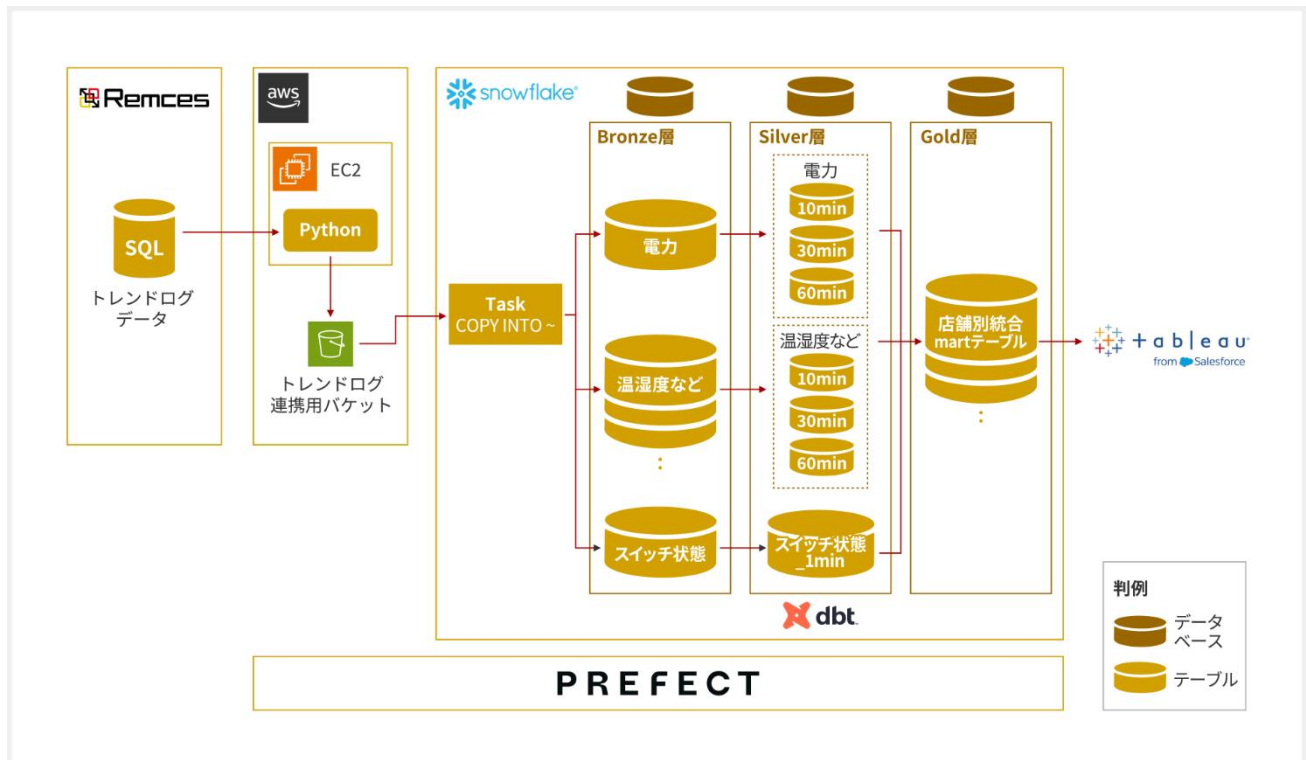 Remces
SQL
トレンドログ
データ
aws
EC2
Python
トレンドログ
連携用バケット
snowflake®
Task
COPY INTO ~
Bronze層
電力
温湿度など
:
スイッチ状態
Silver層
電力
10min
30min
60min
温湿度など
10min
30min
60min
スイッチ状態
_1min
dbt
Gold層
店舗別統合
martテーブル
:
+ableau
from Salesforce
PREFECT
判例
データ
ベース
テーブル